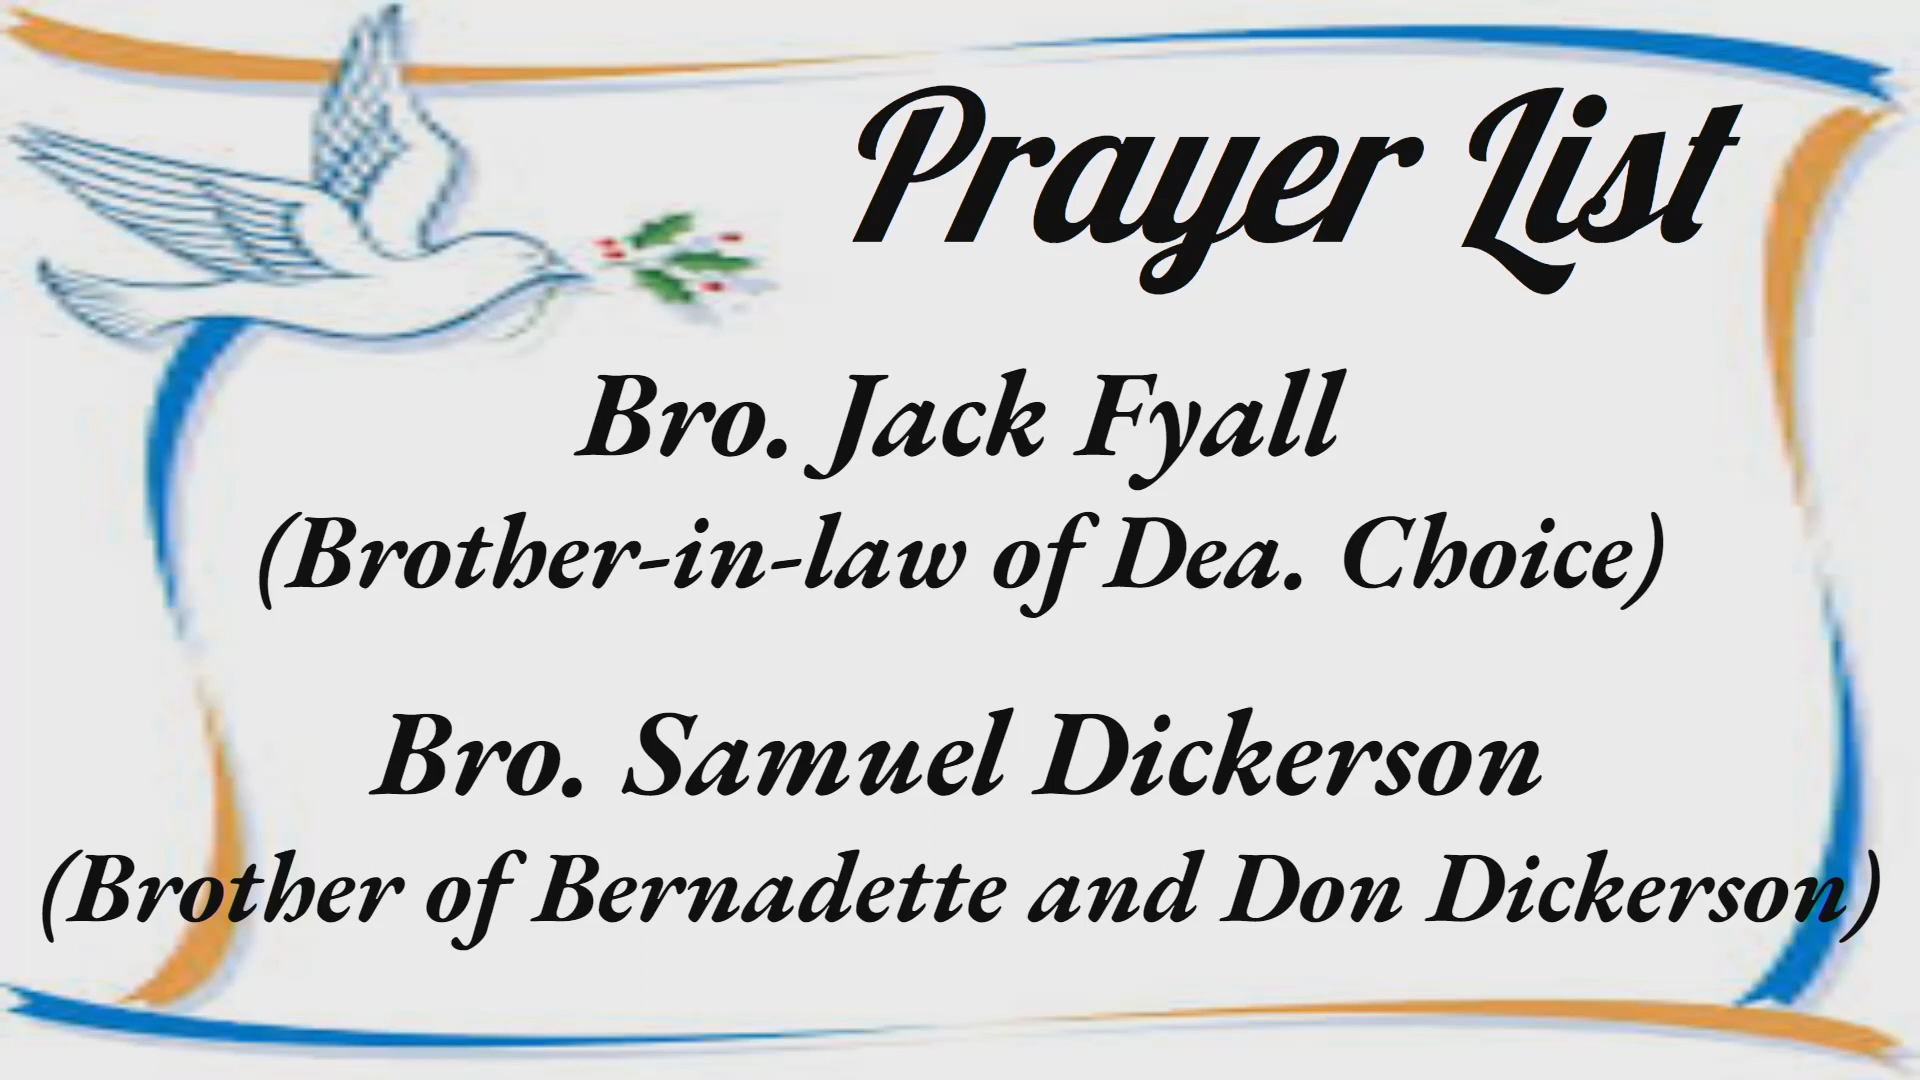 Prayer List
Bro. Jack Fyall
(Brother-in-law of Dea. Choice)
Bro. Samuel Dickerson
(Brother of Bernadette and Don Dickerson)